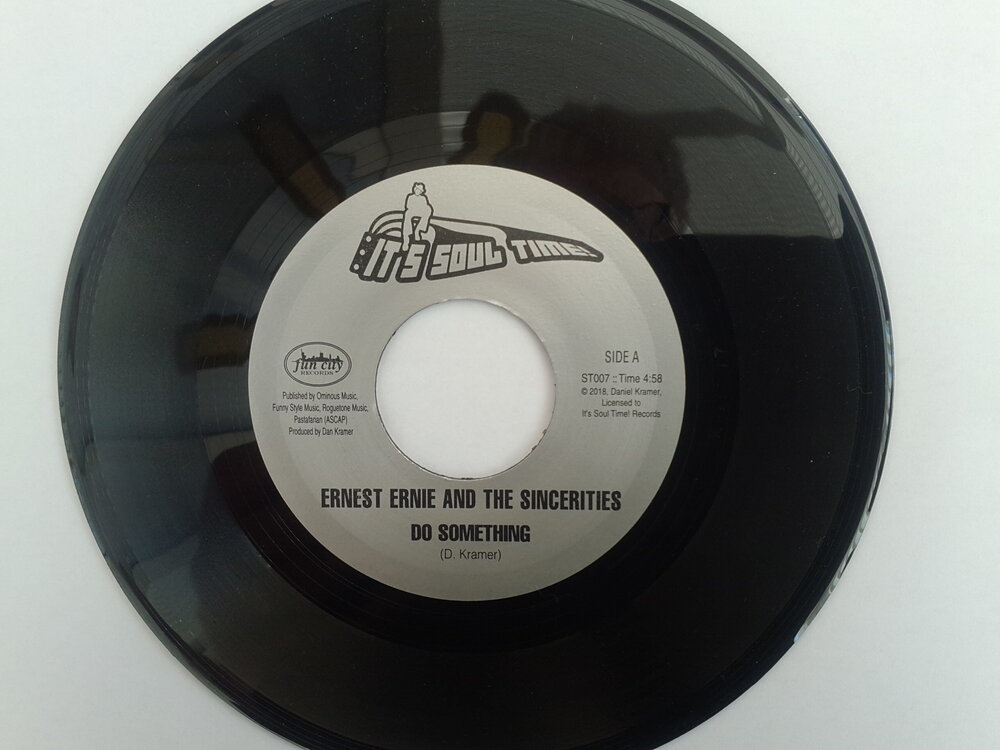 IT'S SOUL TIME!
fun city
RECORDS
Published by Ominous Music,
Funny Style Music, Roguetone Music,
Pastafarian (ASCAP)
Produced by Dan Kramer
SIDE A
ST007 :: Time 4:58
© 2018, Daniel Kramer,
Licensed to
It's Soul Time! Records
ERNEST ERNIE AND THE SINCERITIES
DO SOMETHING
(D. Kramer)